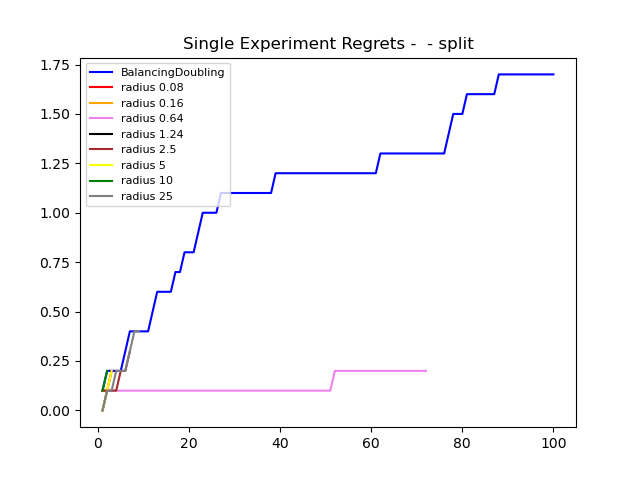 Single Experiment Regrets -  - split
1.75
1.50
1.25
1.00
0.75
0.50
0.25
0.00
BalancingDoubling
radius 0.08
radius 0.16
radius 0.64
radius 1.24
radius 2.5
radius 5
radius 10
radius 25
0 20 40 60 80 100